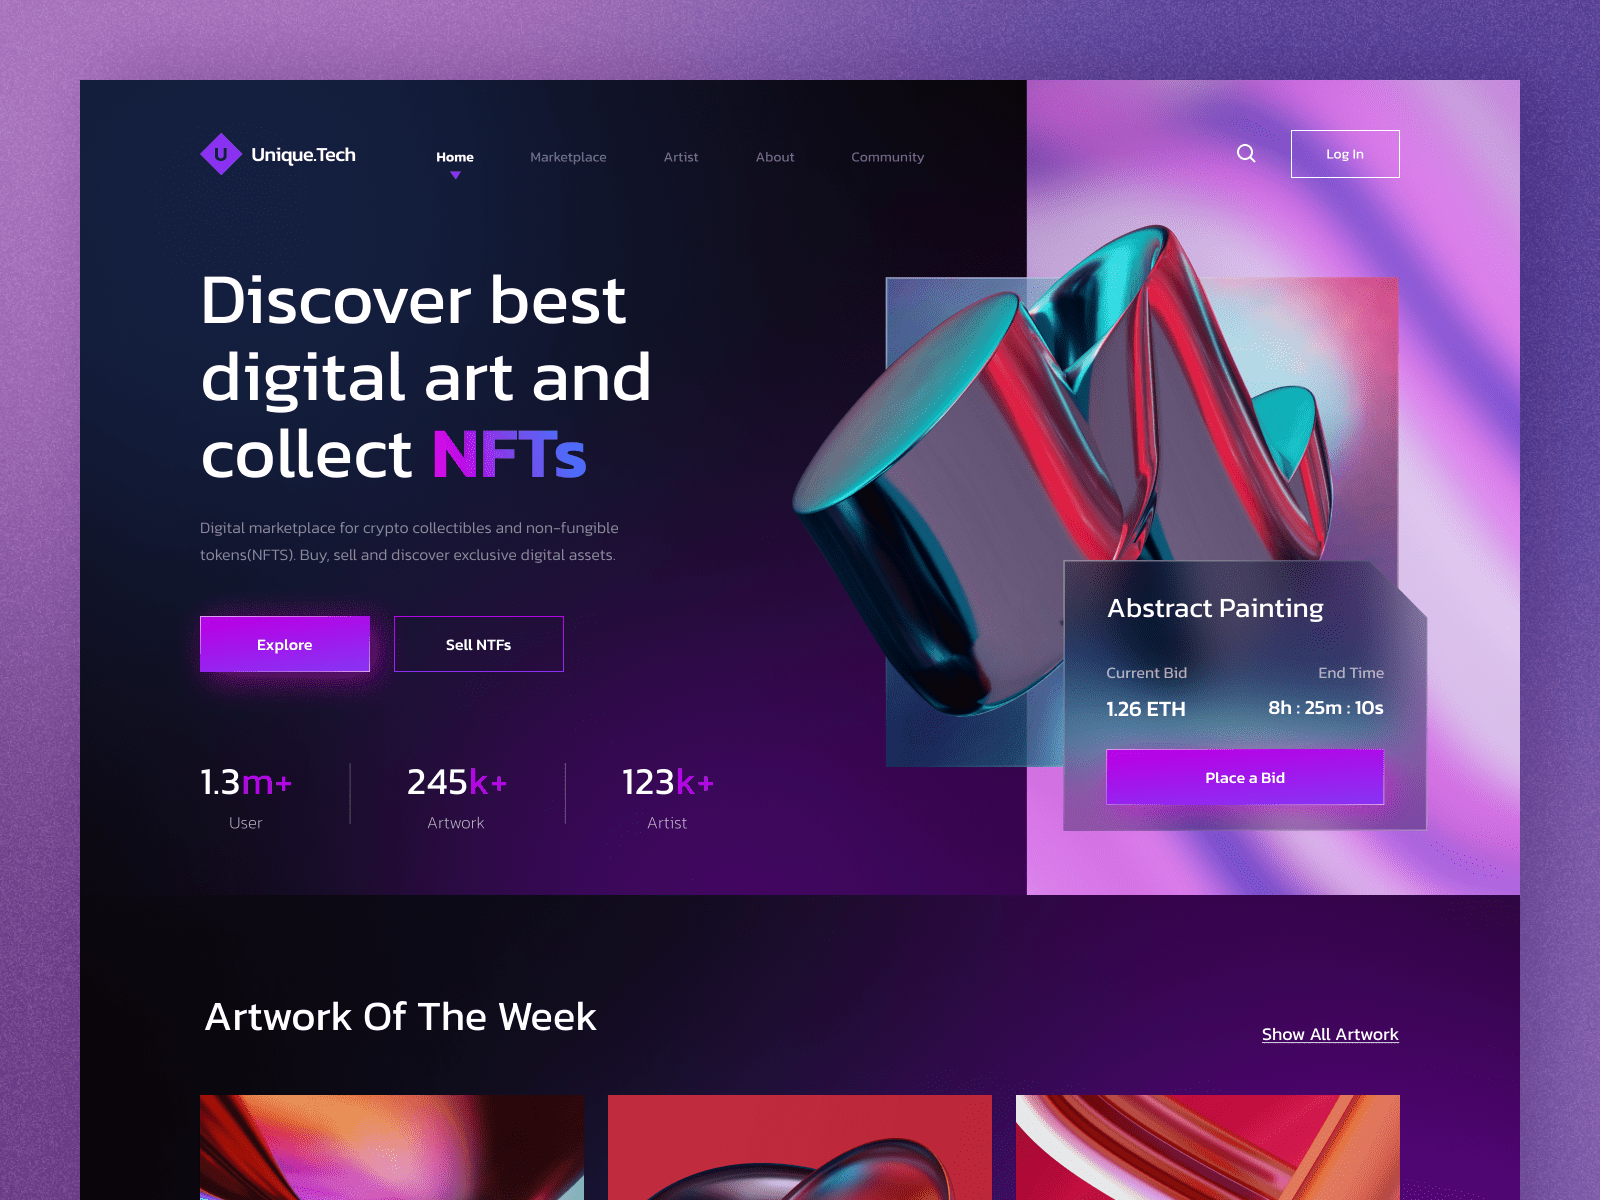 U
Unique.Tech
Home
Marketplace
Artist
About
Community
Log In
Discover best
digital art and
collect NFTs
Digital marketplace for crypto collectibles and non-fungible
tokens(NFTS). Buy, sell and discover exclusive digital assets.
Explore
Sell NTFs
1.3m+
User
245k+
Artwork
123k+
Artist
Abstract Painting
Current Bid
End Time
1.26 ETH
8h : 25m : 10s
Place a Bid
Artwork Of The Week
Show All Artwork